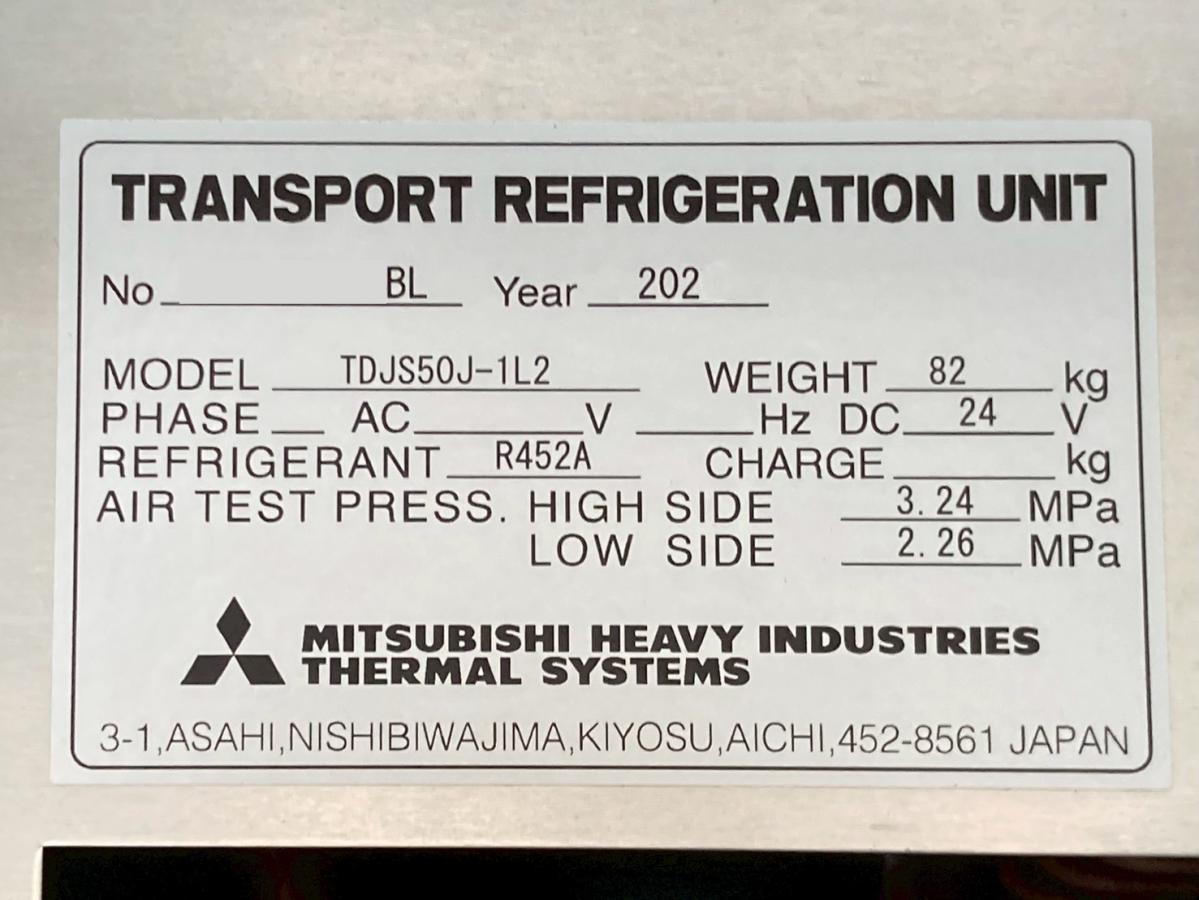 TRANSPORT REFRIGERATION UNIT
No BL Year 202
MODEL TDJS50J-1L2 WEIGHT 82 kg
PHASE AC V Hz DC 24 V
REFRIGERANT R452A CHARGE kg
AIR TEST PRESS. HIGH SIDE 3.24 MPa
LOW SIDE 2.26 MPa
MITSUBISHI HEAVY INDUSTRIES
THERMAL SYSTEMS
3-1,ASAHI,NISHIBIWAJIMA,KIYOSU,AICHI,452-8561 JAPAN